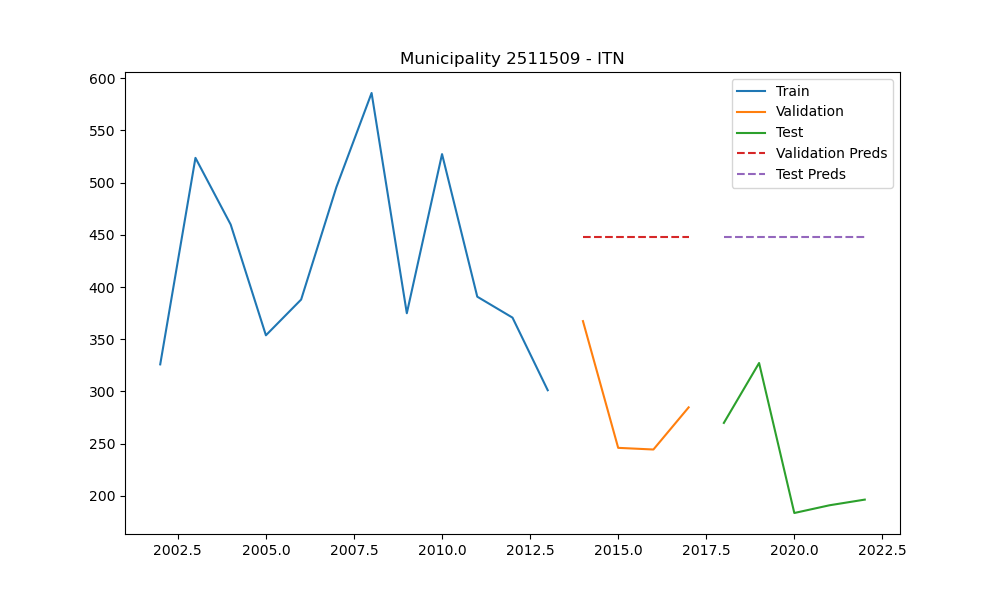 Municipality 2511509 - ITN
600
550
500
450
400
350
300
250
200
Train
Validation
Test
Validation Preds
Test Preds
2002.5 2005.0 2007.5 2010.0 2012.5 2015.0 2017.5 2020.0 2022.5